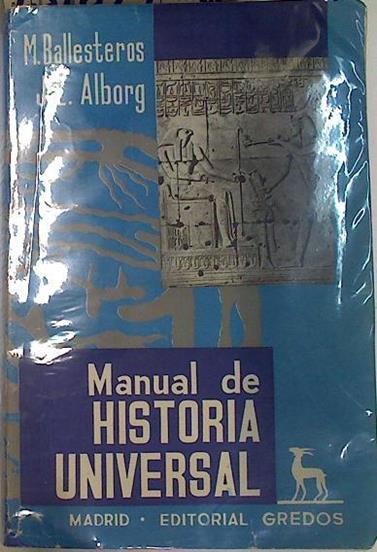 M. Ballesteros
J. L. Alborg
Manual de
HISTORIA
UNIVERSAL
MADRID · EDITORIAL GREDOS